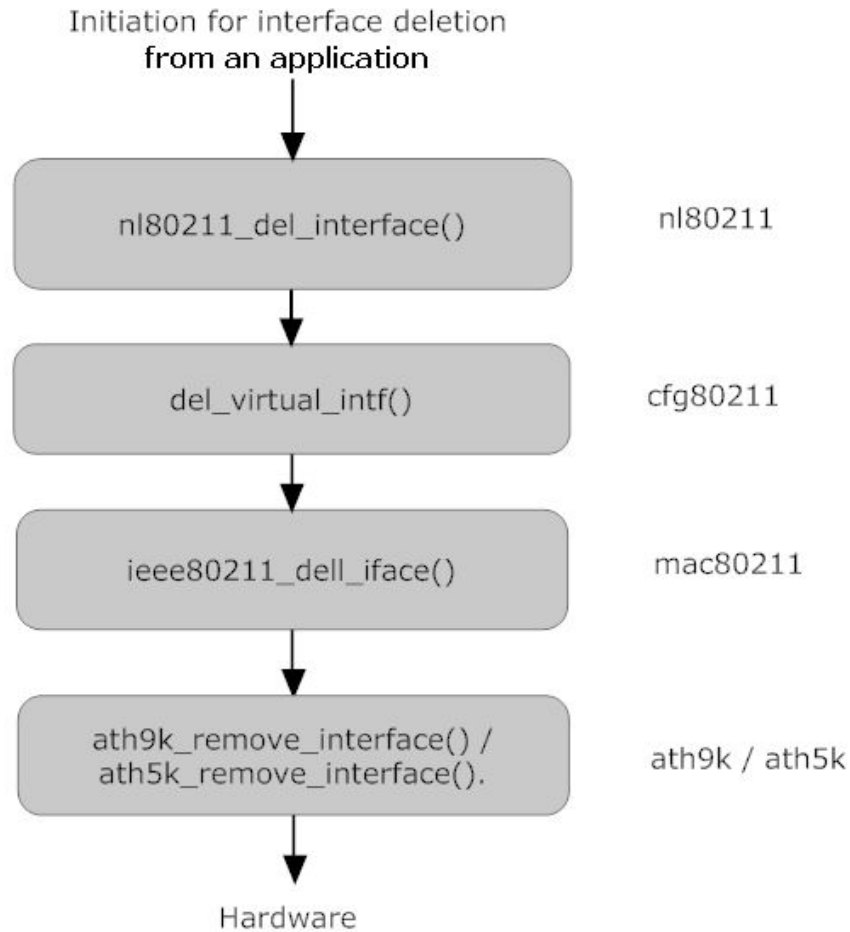 Initiation for interface deletion
from an application
nl80211_del_interface()
nl80211
del_virtual_intf()
cfg80211
ieee80211_dell_iface()
mac80211
ath9k_remove_interface() /
ath5k_remove_interface().
ath9k / ath5k
Hardware